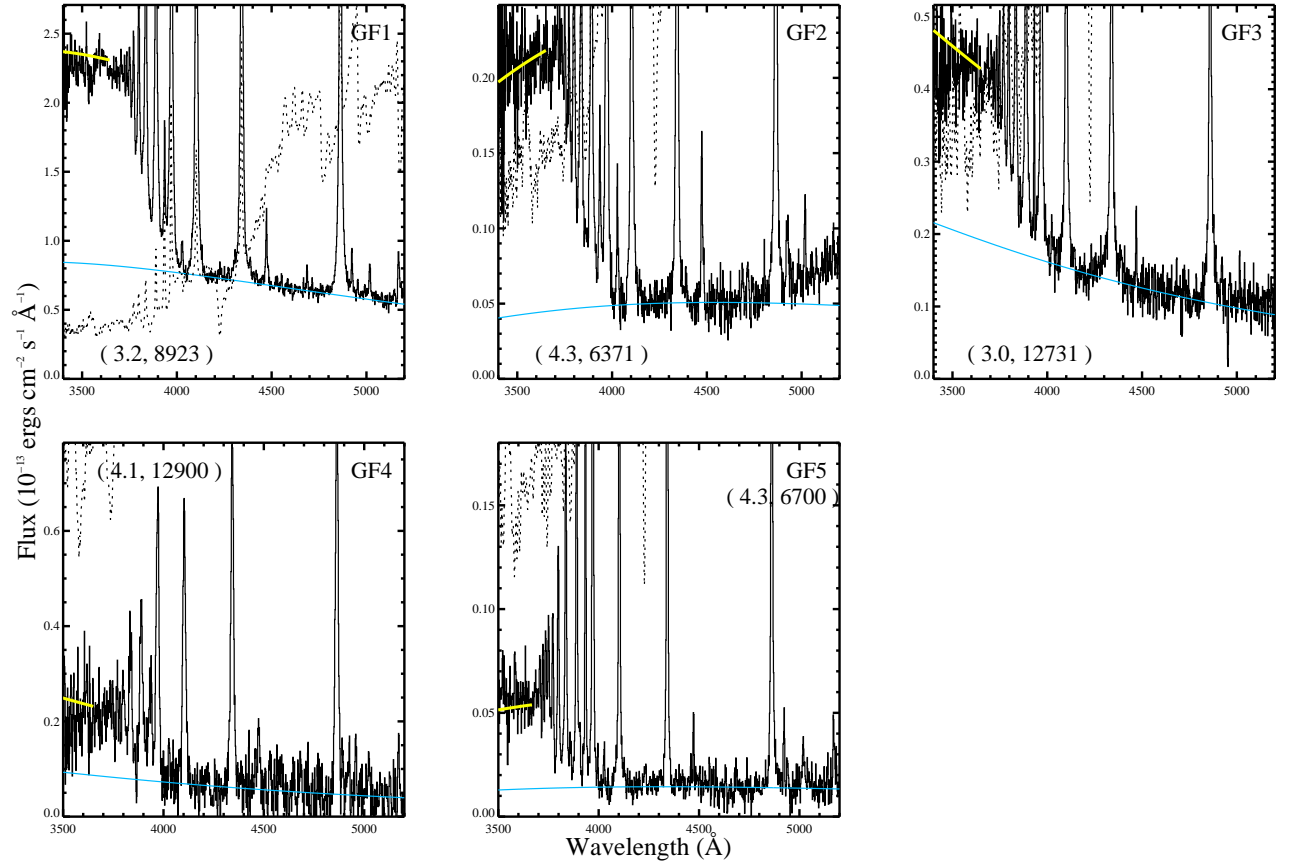 GF1
2.5
2.0
1.5
1.0
0.5
0.0
( 3.2, 8923 )
3500 4000 4500 5000
GF2
0.20
0.15
0.10
0.05
0.00
( 4.3, 6371 )
3500 4000 4500 5000
GF3
0.5
0.4
0.3
0.2
0.1
0.0
( 3.0, 12731 )
3500 4000 4500 5000
Flux (10⁻¹³ ergs cm⁻² s⁻¹ Å⁻¹)
GF4
( 4.1, 12900 )
0.6
0.4
0.2
0.0
3500 4000 4500 5000
GF5
( 4.3, 6700 )
0.15
0.10
0.05
0.00
3500 4000 4500 5000
Wavelength (Å)